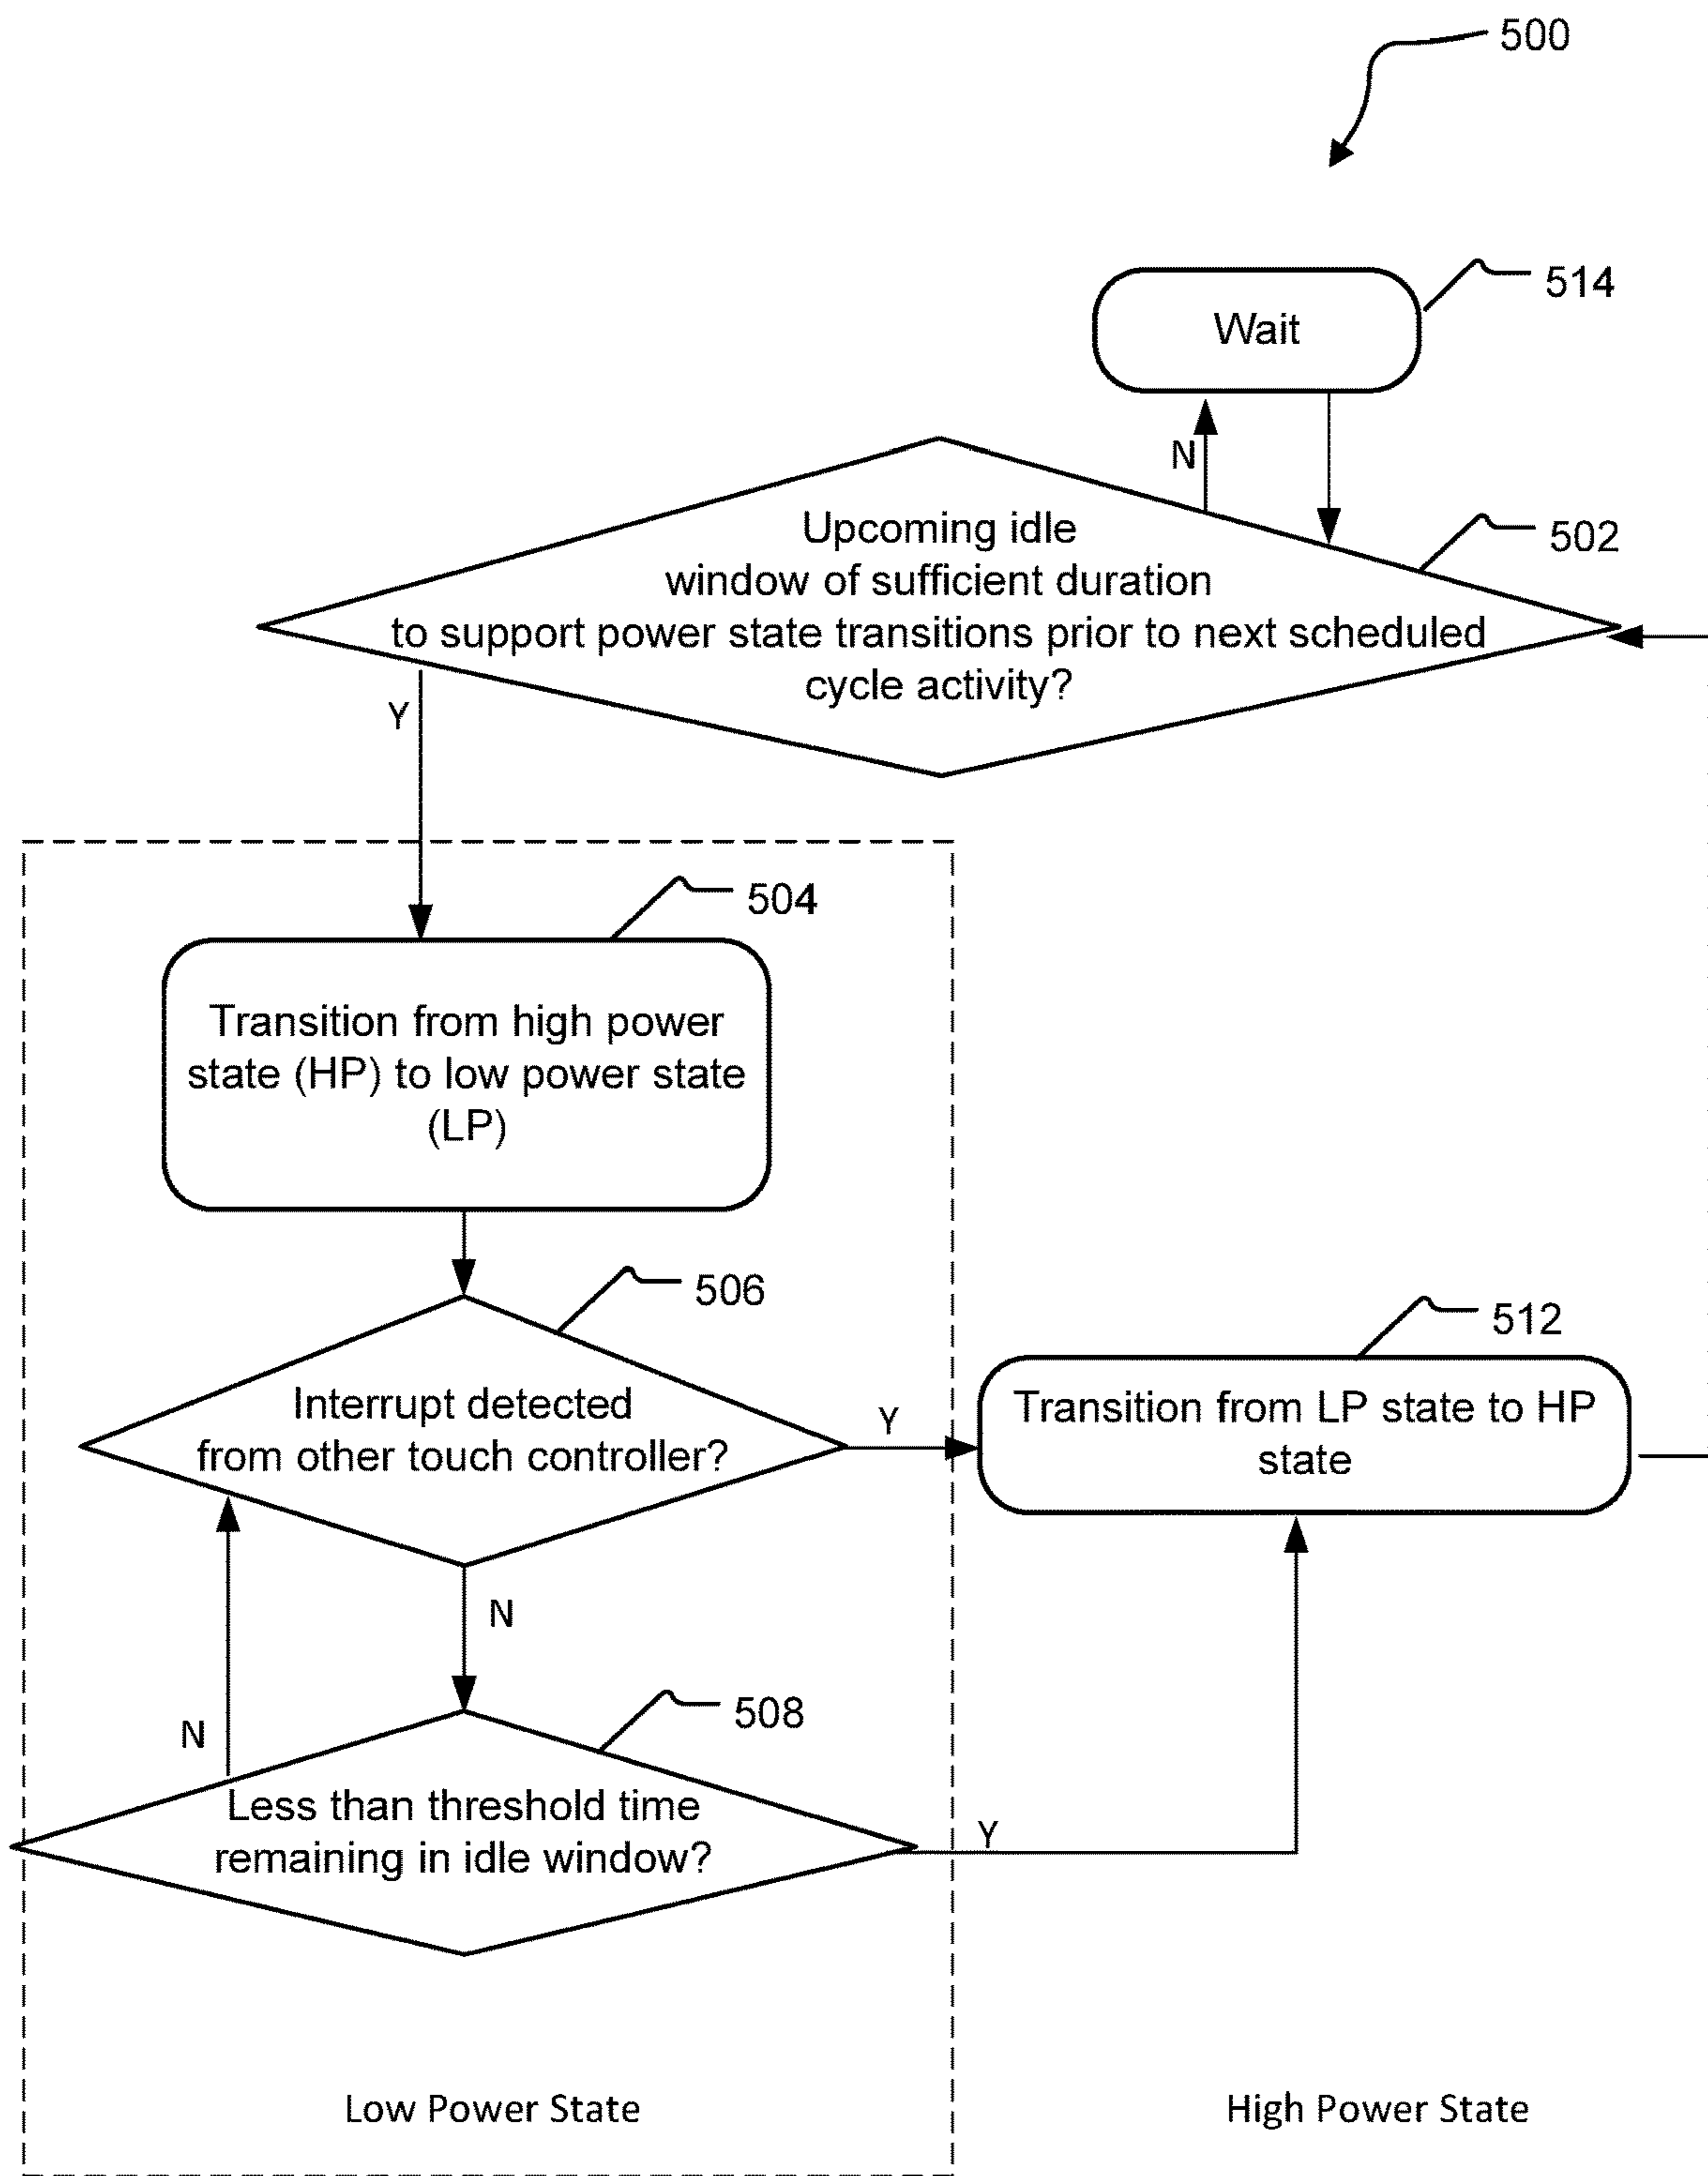 500
514
Wait
N
502
Upcoming idle
window of sufficient duration
to support power state transitions prior to next scheduled
cycle activity?
Y
504
Transition from high power
state (HP) to low power state
(LP)
506
Interrupt detected
from other touch controller?
Y
512
Transition from LP state to HP
state
N
508
N
Less than threshold time
remaining in idle window?
Y
Low Power State
High Power State